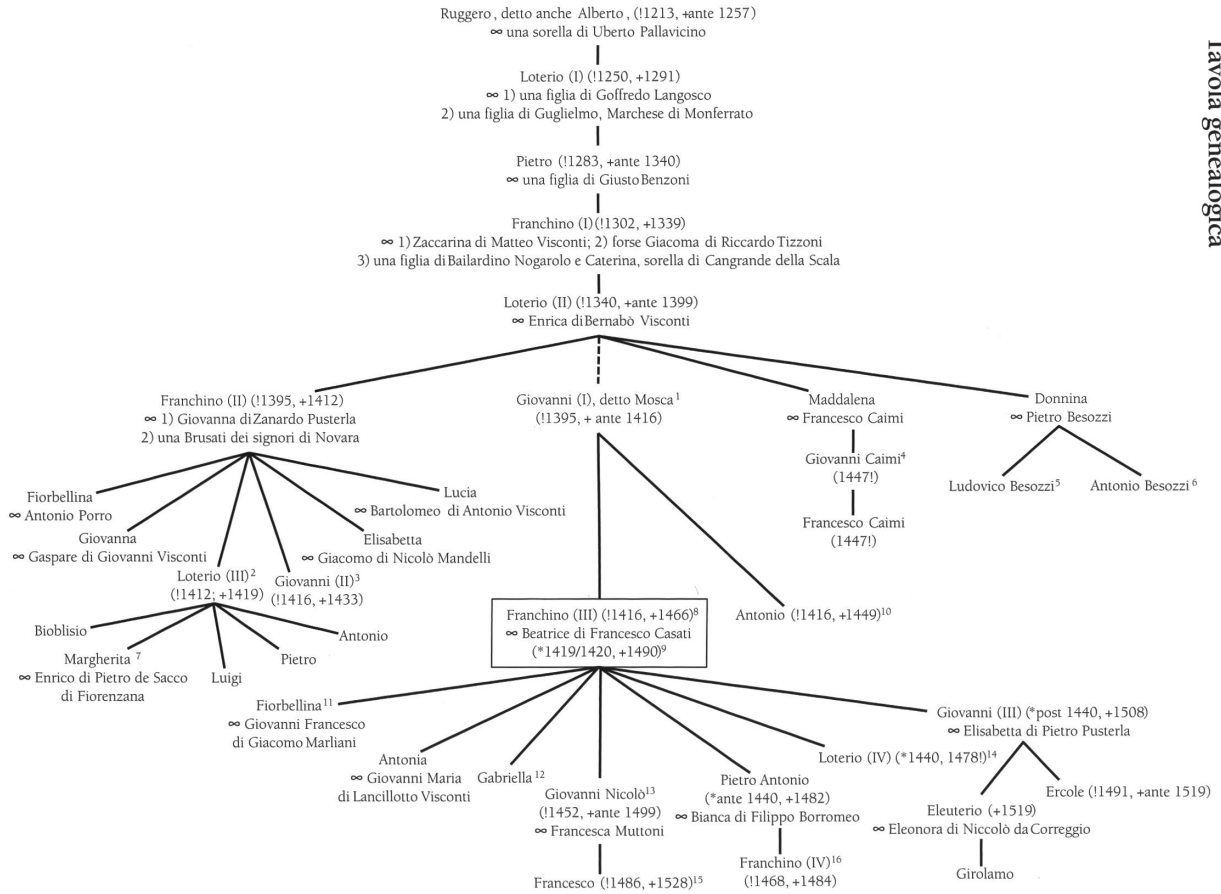 Tavola genealogica
Ruggero, detto anche Alberto, (!1213, +ante 1257)
∞ una sorella di Uberto Pallavicino
Loterio (I) (!1250, +1291)
∞ 1) una figlia di Goffredo Langosco
2) una figlia di Guglielmo, Marchese di Monferrato
Pietro (!1283, +ante 1340)
∞ una figlia di Giusto Benzoni
Franchino (I) (!1302, +1339)
∞ 1) Zaccarina di Matteo Visconti; 2) forse Giacoma di Riccardo Tizzoni
3) una figlia di Bailardino Nogarolo e Caterina, sorella di Cangrande della Scala
Loterio (II) (!1340, +ante 1399)
∞ Enrica di Bernabò Visconti
Franchino (II) (!1395, +1412)
∞ 1) Giovanna di Zanardo Pusterla
2) una Brusati dei signori di Novara
Giovanni (I), detto Mosca ¹
(!1395, + ante 1416)
Maddalena
∞ Francesco Caimi
Donnina
∞ Pietro Besozzi
Giovanni Caimi⁴
(1447!)
Francesco Caimi
(1447!)
Ludovico Besozzi⁵
Antonio Besozzi ⁶
Fiorbellina
∞ Antonio Porro
Giovanna
∞ Gaspare di Giovanni Visconti
Loterio (III)²
(!1412; +1419)
Giovanni (II)³
(!1416, +1433)
Elisabetta
∞ Giacomo di Nicolò Mandelli
Lucia
∞ Bartolomeo di Antonio Visconti
Bioblisio
Margherita ⁷
∞ Enrico di Pietro de Sacco
di Fiorenzana
Luigi
Pietro
Antonio
Franchino (III) (!1416, +1466)⁸
∞ Beatrice di Francesco Casati
(*1419/1420, +1490)⁹
Antonio (!1416, +1449)¹⁰
Fiorbellina¹¹
∞ Giovanni Francesco
di Giacomo Marliani
Antonia
∞ Giovanni Maria
di Lancillotto Visconti
Gabriella¹²
Giovanni Nicolò¹³
(!1452, +ante 1499)
∞ Francesca Muttoni
Francesco (!1486, +1528)¹⁵
Pietro Antonio
(*ante 1440, +1482)
∞ Bianca di Filippo Borromeo
Franchino (IV)¹⁶
(!1468, +1484)
Loterio (IV) (*1440, 1478!)¹⁴
Giovanni (III) (*post 1440, +1508)
∞ Elisabetta di Pietro Pusterla
Eleuterio (+1519)
∞ Eleonora di Niccolò da Correggio
Ercole (!1491, +ante 1519)
Girolamo